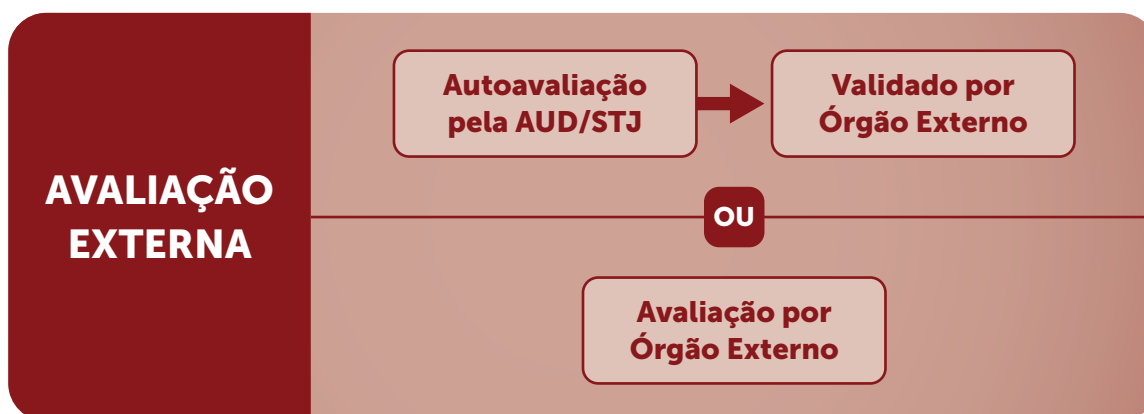 AVALIAÇÃO
EXTERNA
Autoavaliação
pela AUD/STJ
Validado por
Órgão Externo
OU
Avaliação por
Órgão Externo